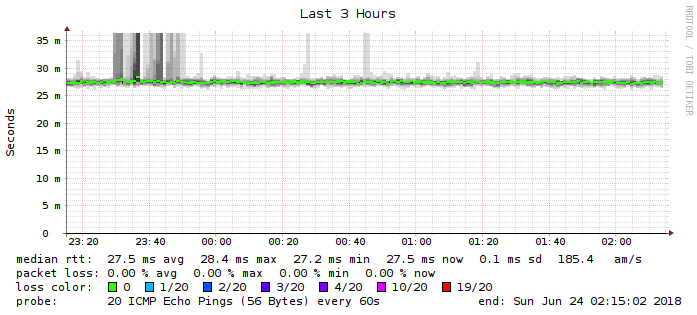 Last 3 Hours
RRDTOOL / TOBI OETIKER
Seconds
35 m
30 m
25 m
20 m
15 m
10 m
5 m
0
23:20 23:40 00:00 00:20 00:40 01:00 01:20 01:40 02:00
median rtt: 27.5 ms avg 28.4 ms max 27.2 ms min 27.5 ms now 0.1 ms sd 185.4 am/s
packet loss: 0.00 % avg 0.00 % max 0.00 % min 0.00 % now
loss color: 0 1/20 2/20 3/20 4/20 10/20 19/20
probe: 20 ICMP Echo Pings (56 Bytes) every 60s end: Sun Jun 24 02:15:02 2018